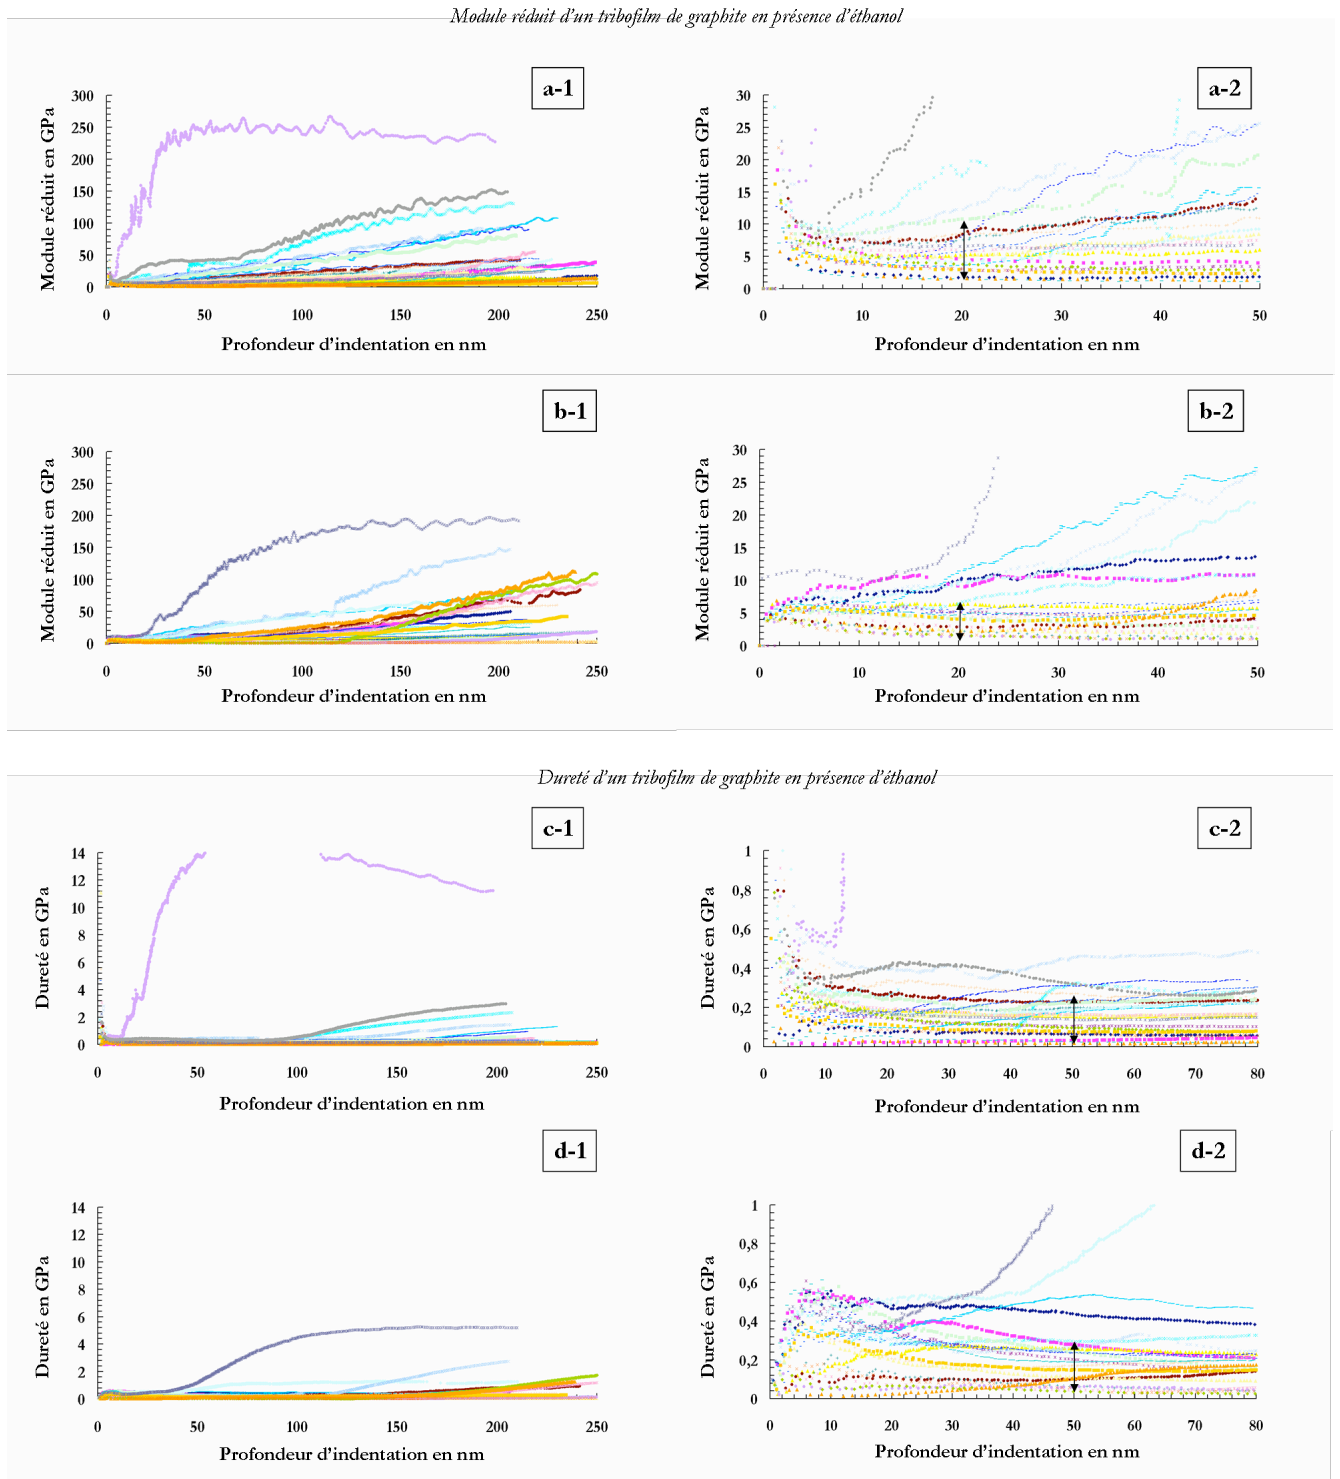 Module réduit d'un tribofilm de graphite en présence d'éthanol
a-1
Module réduit en GPa
300
250
200
150
100
50
0
0 50 100 150 200 250
Profondeur d'indentation en nm
a-2
Module réduit en GPa
30
25
20
15
10
5
0
0 10 20 30 40 50
Profondeur d'indentation en nm
b-1
Module réduit en GPa
300
250
200
150
100
50
0
0 50 100 150 200 250
Profondeur d'indentation en nm
b-2
Module réduit en GPa
30
25
20
15
10
5
0
0 10 20 30 40 50
Profondeur d'indentation en nm
Dureté d'un tribofilm de graphite en présence d'éthanol
c-1
Dureté en GPa
14
12
10
8
6
4
2
0
0 50 100 150 200 250
Profondeur d'indentation en nm
c-2
Dureté en GPa
1
0,8
0,6
0,4
0,2
0
0 10 20 30 40 50 60 70 80
Profondeur d'indentation en nm
d-1
Dureté en GPa
14
12
10
8
6
4
2
0
0 50 100 150 200 250
Profondeur d'indentation en nm
d-2
Dureté en GPa
1
0,8
0,6
0,4
0,2
0
0 10 20 30 40 50 60 70 80
Profondeur d'indentation en nm